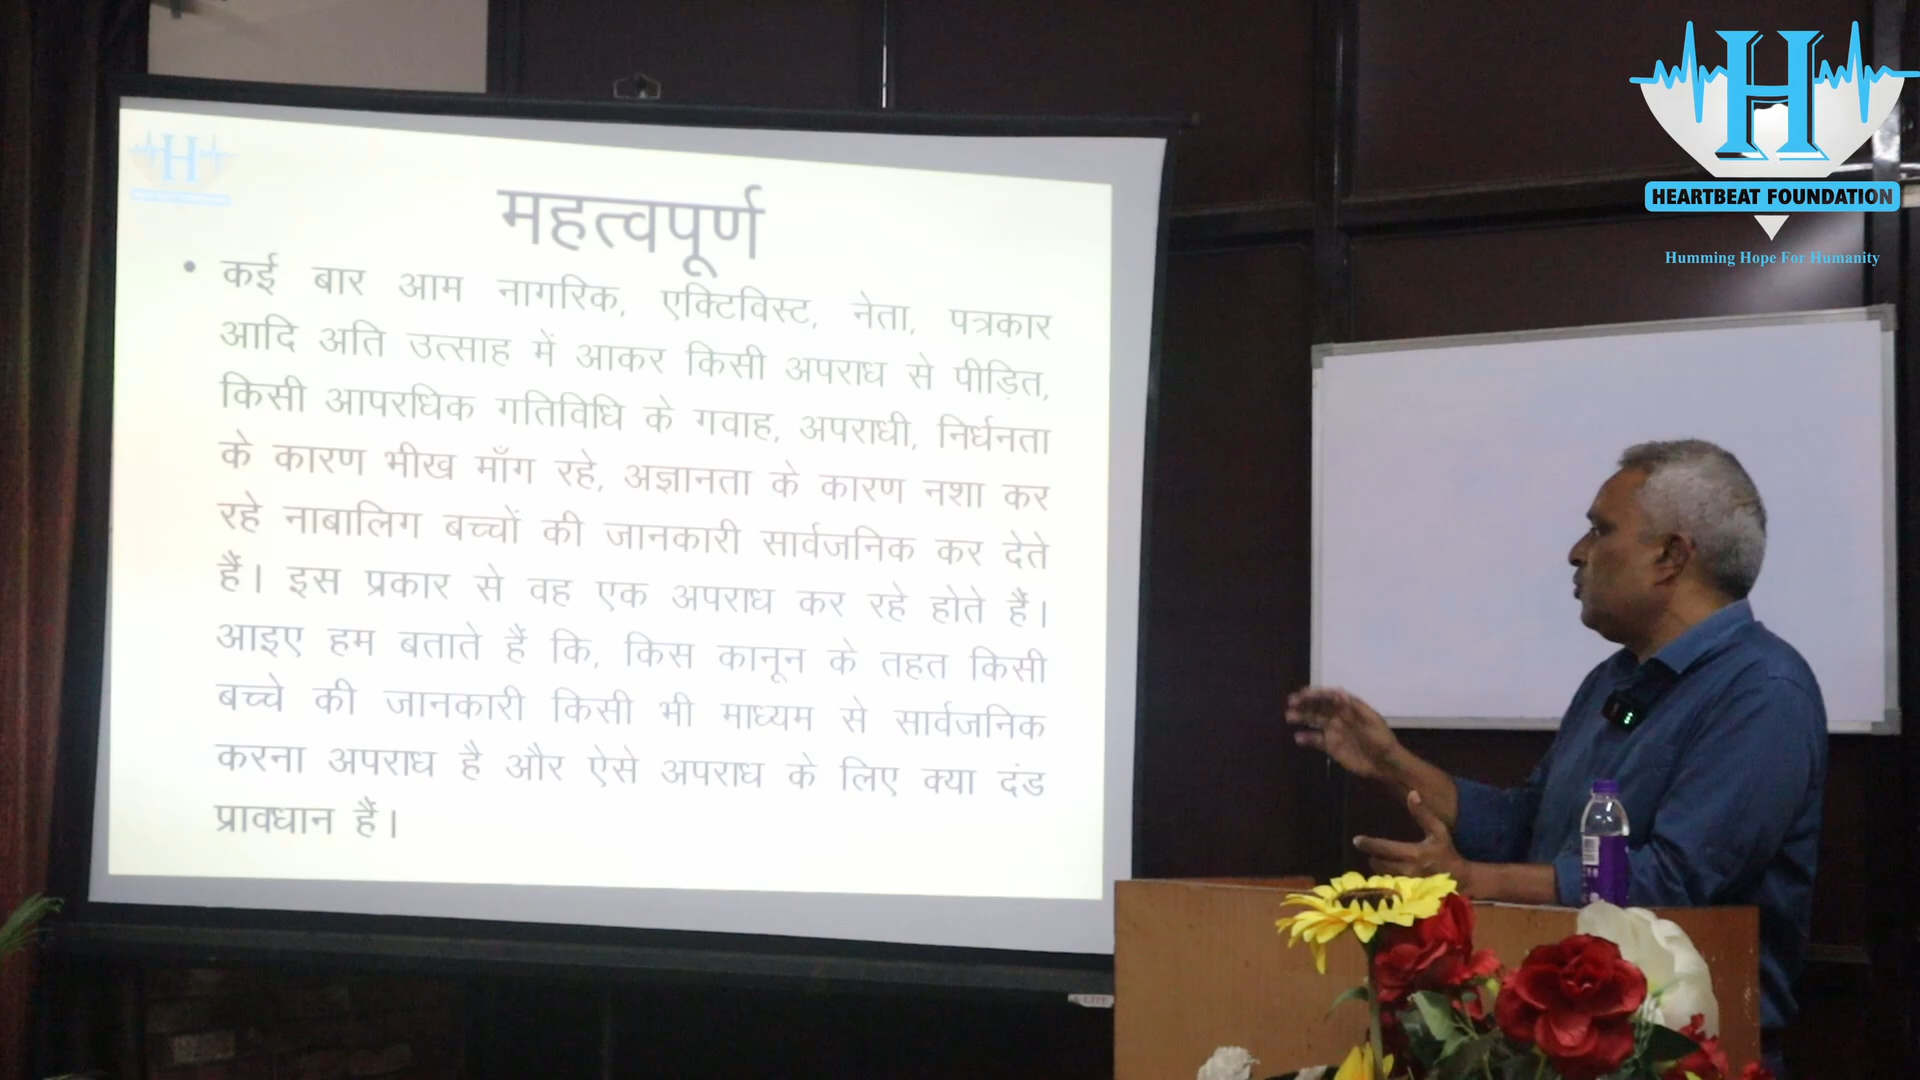 महत्वपूर्ण
• कई बार आम नागरिक, एक्टिविस्ट, नेता, पत्रकार
आदि अति उत्साह में आकर किसी अपराध से पीड़ित,
किसी आपरधिक गतिविधि के गवाह, अपराधी, निर्धनता
के कारण भीख माँग रहे, अज्ञानता के कारण नशा कर
रहे नाबालिग बच्चों की जानकारी सार्वजनिक कर देते
हैं। इस प्रकार से वह एक अपराध कर रहे होते हैं।
आइए हम बताते हैं कि, किस कानून के तहत किसी
बच्चे की जानकारी किसी भी माध्यम से सार्वजनिक
करना अपराध है और ऐसे अपराध के लिए क्या दंड
प्रावधान हैं।
H
HEARTBEAT FOUNDATION
Humming Hope For Humanity